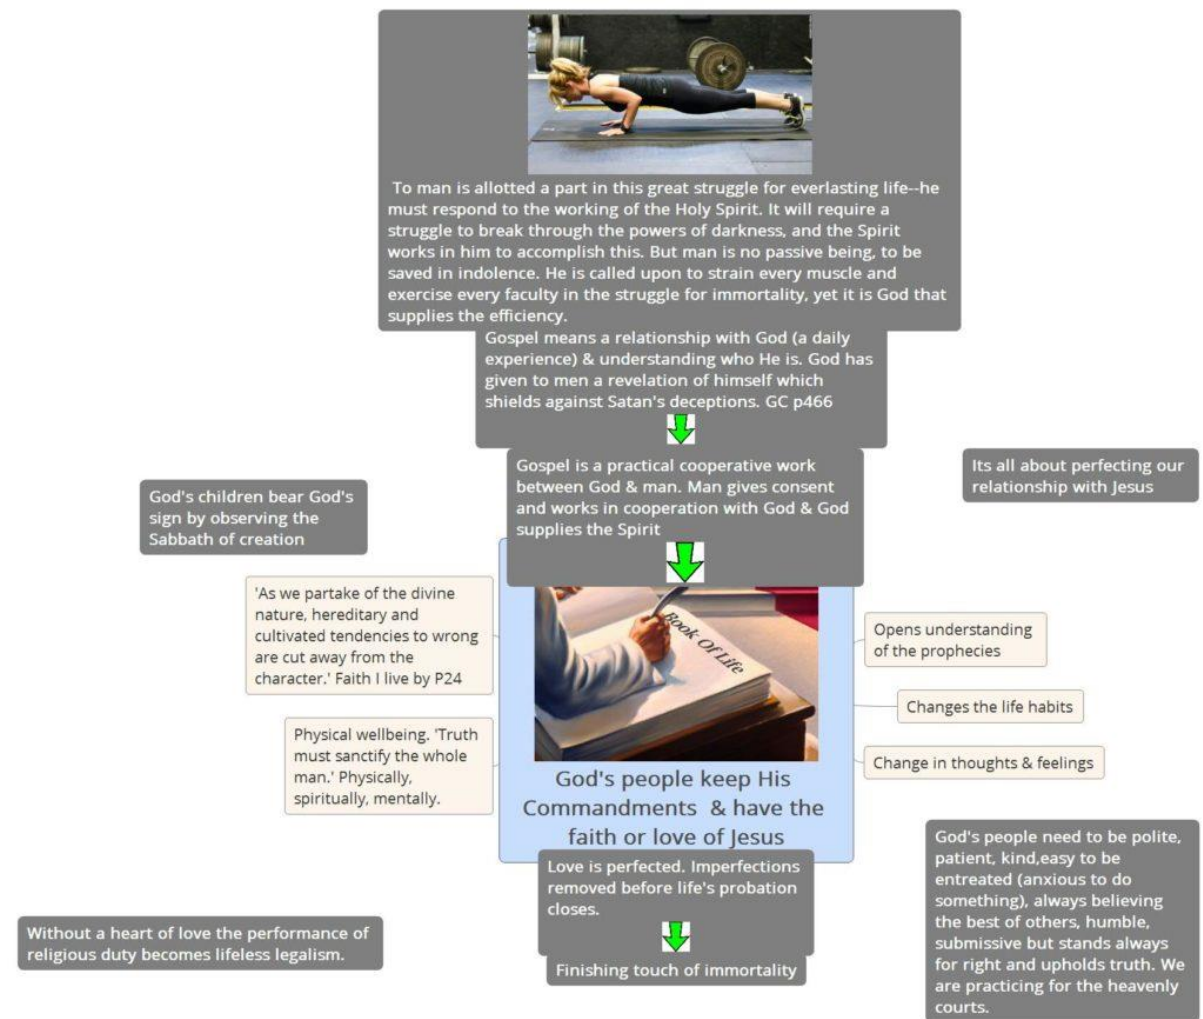 To man is allotted a part in this great struggle for everlasting life--he
must respond to the working of the Holy Spirit. It will require a
struggle to break through the powers of darkness, and the Spirit
works in him to accomplish this. But man is no passive being, to be
saved in indolence. He is called upon to strain every muscle and
exercise every faculty in the struggle for immortality, yet it is God that
supplies the efficiency.
Gospel means a relationship with God (a daily
experience) & understanding who He is. God has
given to men a revelation of himself which
shields against Satan's deceptions. GC p466
Gospel is a practical cooperative work
between God & man. Man gives consent
and works in cooperation with God & God
supplies the Spirit
Its all about perfecting our
relationship with Jesus
God's children bear God's
sign by observing the
Sabbath of creation
'As we partake of the divine
nature, hereditary and
cultivated tendencies to wrong
are cut away from the
character.' Faith I live by P24
Physical wellbeing. 'Truth
must sanctify the whole
man.' Physically,
spiritually, mentally.
Book Of Life
God's people keep His
Commandments & have the
faith or love of Jesus
Opens understanding
of the prophecies
Changes the life habits
Change in thoughts & feelings
Love is perfected. Imperfections
removed before life's probation
closes.
Finishing touch of immortality
Without a heart of love the performance of
religious duty becomes lifeless legalism.
God's people need to be polite,
patient, kind,easy to be
entreated (anxious to do
something), always believing
the best of others, humble,
submissive but stands always
for right and upholds truth. We
are practicing for the heavenly
courts.